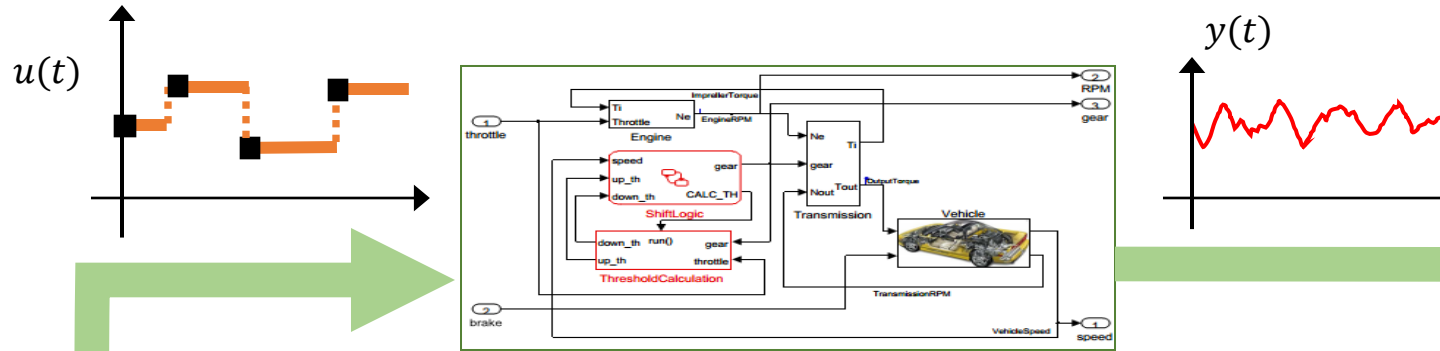 u(t)
y(t)
2
RPM
3
gear
ImprellerTorque
Ti
Throttle
Ne
Engine
EngineRPM
1
throttle
Ne
gear
Nout
Ti
Tout
Transmission
OutputTorque
speed
up_th
down_th
gear
CALC_TH
ShiftLogic
Vehicle
down_th
up_th
run()
gear
throttle
ThresholdCalculation
TransmissionRPM
2
brake
VehicleSpeed
1
speed